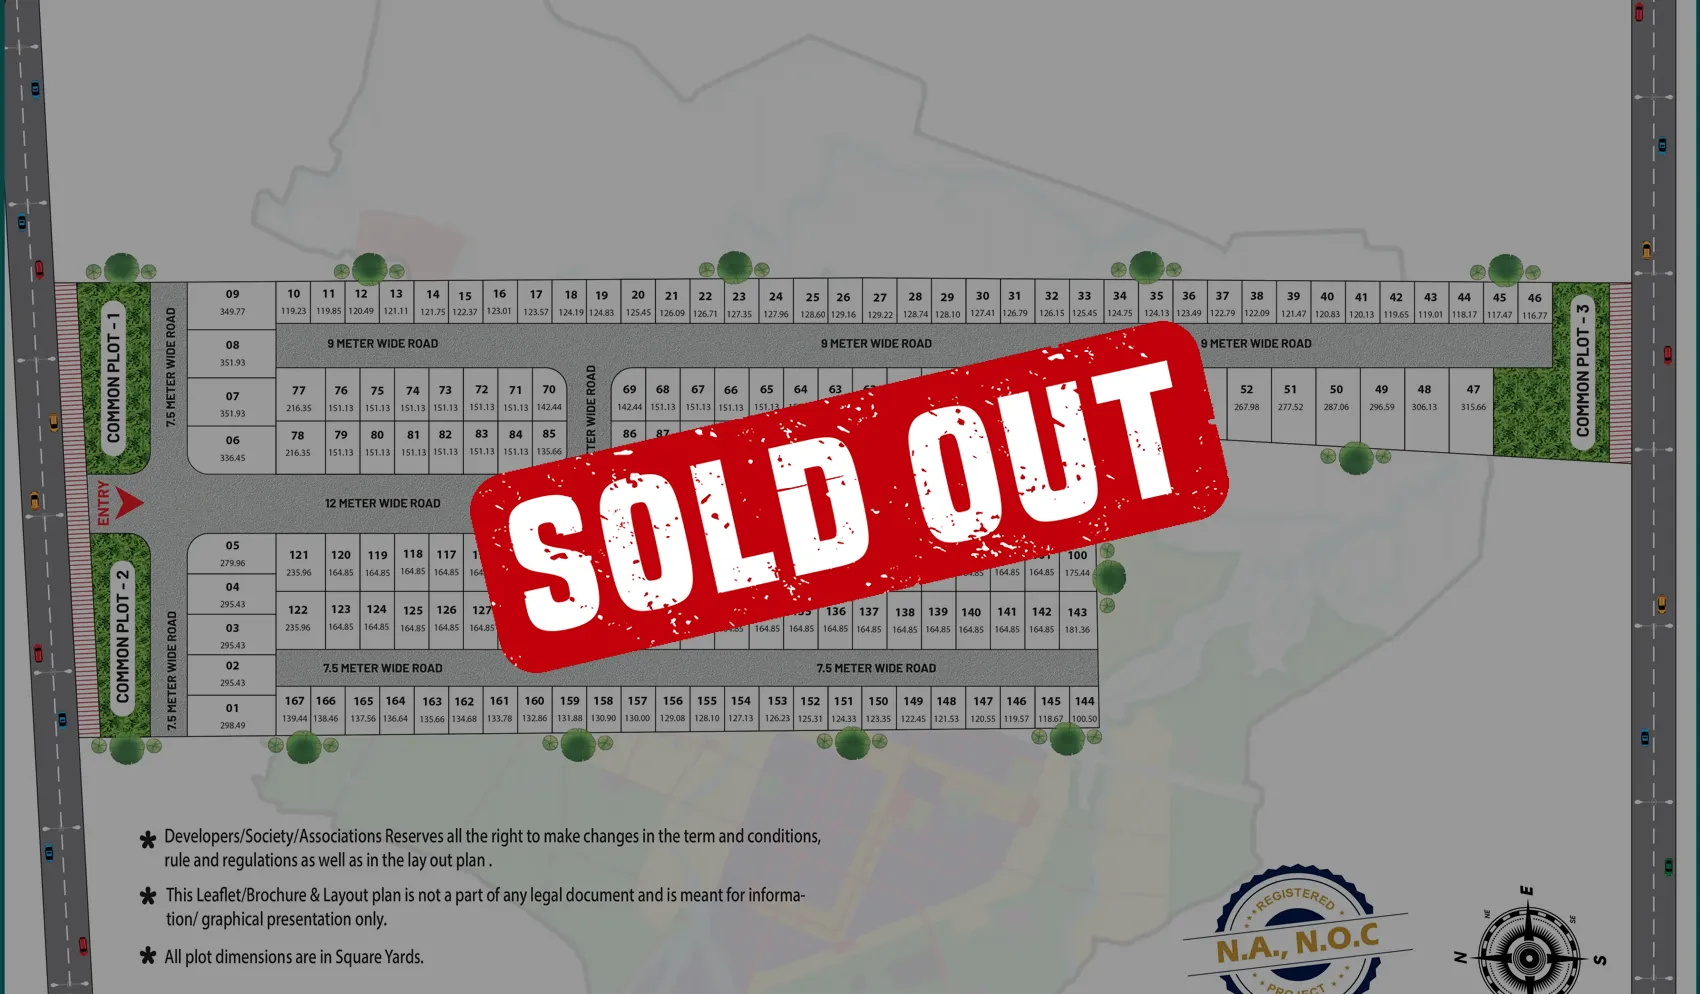 09 10 11 12 13 14 15 16 17 18 19 20 21 22 23 24 25 26 27 28 29 30 31 32 33 34 35 36 37 38 39 40 41 42 43 44 45 46
349.77 119.23 119.85 120.49 121.11 121.75 122.37 123.01 123.57 124.19 124.83 125.45 126.09 126.71 127.35 127.96 128.60 129.16 129.22 128.74 128.10 127.41 126.79 126.15 125.45 124.75 124.13 123.49 122.79 122.09 121.47 120.83 120.13 119.65 119.01 118.17 117.47 116.77
COMMON PLOT - 1
7.5 METER WIDE ROAD
COMMON PLOT - 3
08
351.93
9 METER WIDE ROAD 9 METER WIDE ROAD 9 METER WIDE ROAD
07
351.93
77 76 75 74 73 72 71 70 69 68 67 66 65 64 63 52 51 50 49 48 47
216.35 151.13 151.13 151.13 151.13 151.13 151.13 142.44 142.44 151.13 151.13 151.13 151.13 267.98 277.52 287.06 296.59 306.13 315.66
WIDE ROAD
06
336.45
78 79 80 81 82 83 84 85 86 87
216.35 151.13 151.13 151.13 151.13 151.13 151.13 135.66
SOLD OUT
ENTRY
12 METER WIDE ROAD
05
279.96
121 120 119 118 117 100
235.96 164.85 164.85 164.85 164.85 164.85 164.85 175.44
04
295.43
COMMON PLOT - 2
7.5 METER WIDE ROAD
03
295.43
122 123 124 125 126 127 136 137 138 139 140 141 142 143
235.96 164.85 164.85 164.85 164.85 164.85 164.85 164.85 164.85 164.85 164.85 164.85 181.36
02
295.43
7.5 METER WIDE ROAD 7.5 METER WIDE ROAD
01
298.49
167 166 165 164 163 162 161 160 159 158 157 156 155 154 153 152 151 150 149 148 147 146 145 144
139.44 138.46 137.56 136.64 135.66 134.68 133.78 132.86 131.88 130.90 130.00 129.08 128.10 127.13 126.23 125.31 124.33 123.35 122.45 121.53 120.55 119.57 118.67 100.50
* Developers/Society/Associations Reserves all the right to make changes in the term and conditions,
rule and regulations as well as in the lay out plan .
* This Leaflet/Brochure & Layout plan is not a part of any legal document and is meant for informa-
tion/ graphical presentation only.
* All plot dimensions are in Square Yards.
REGISTERED
N.A., N.O.C
PROJECT
E
NE SE
N S